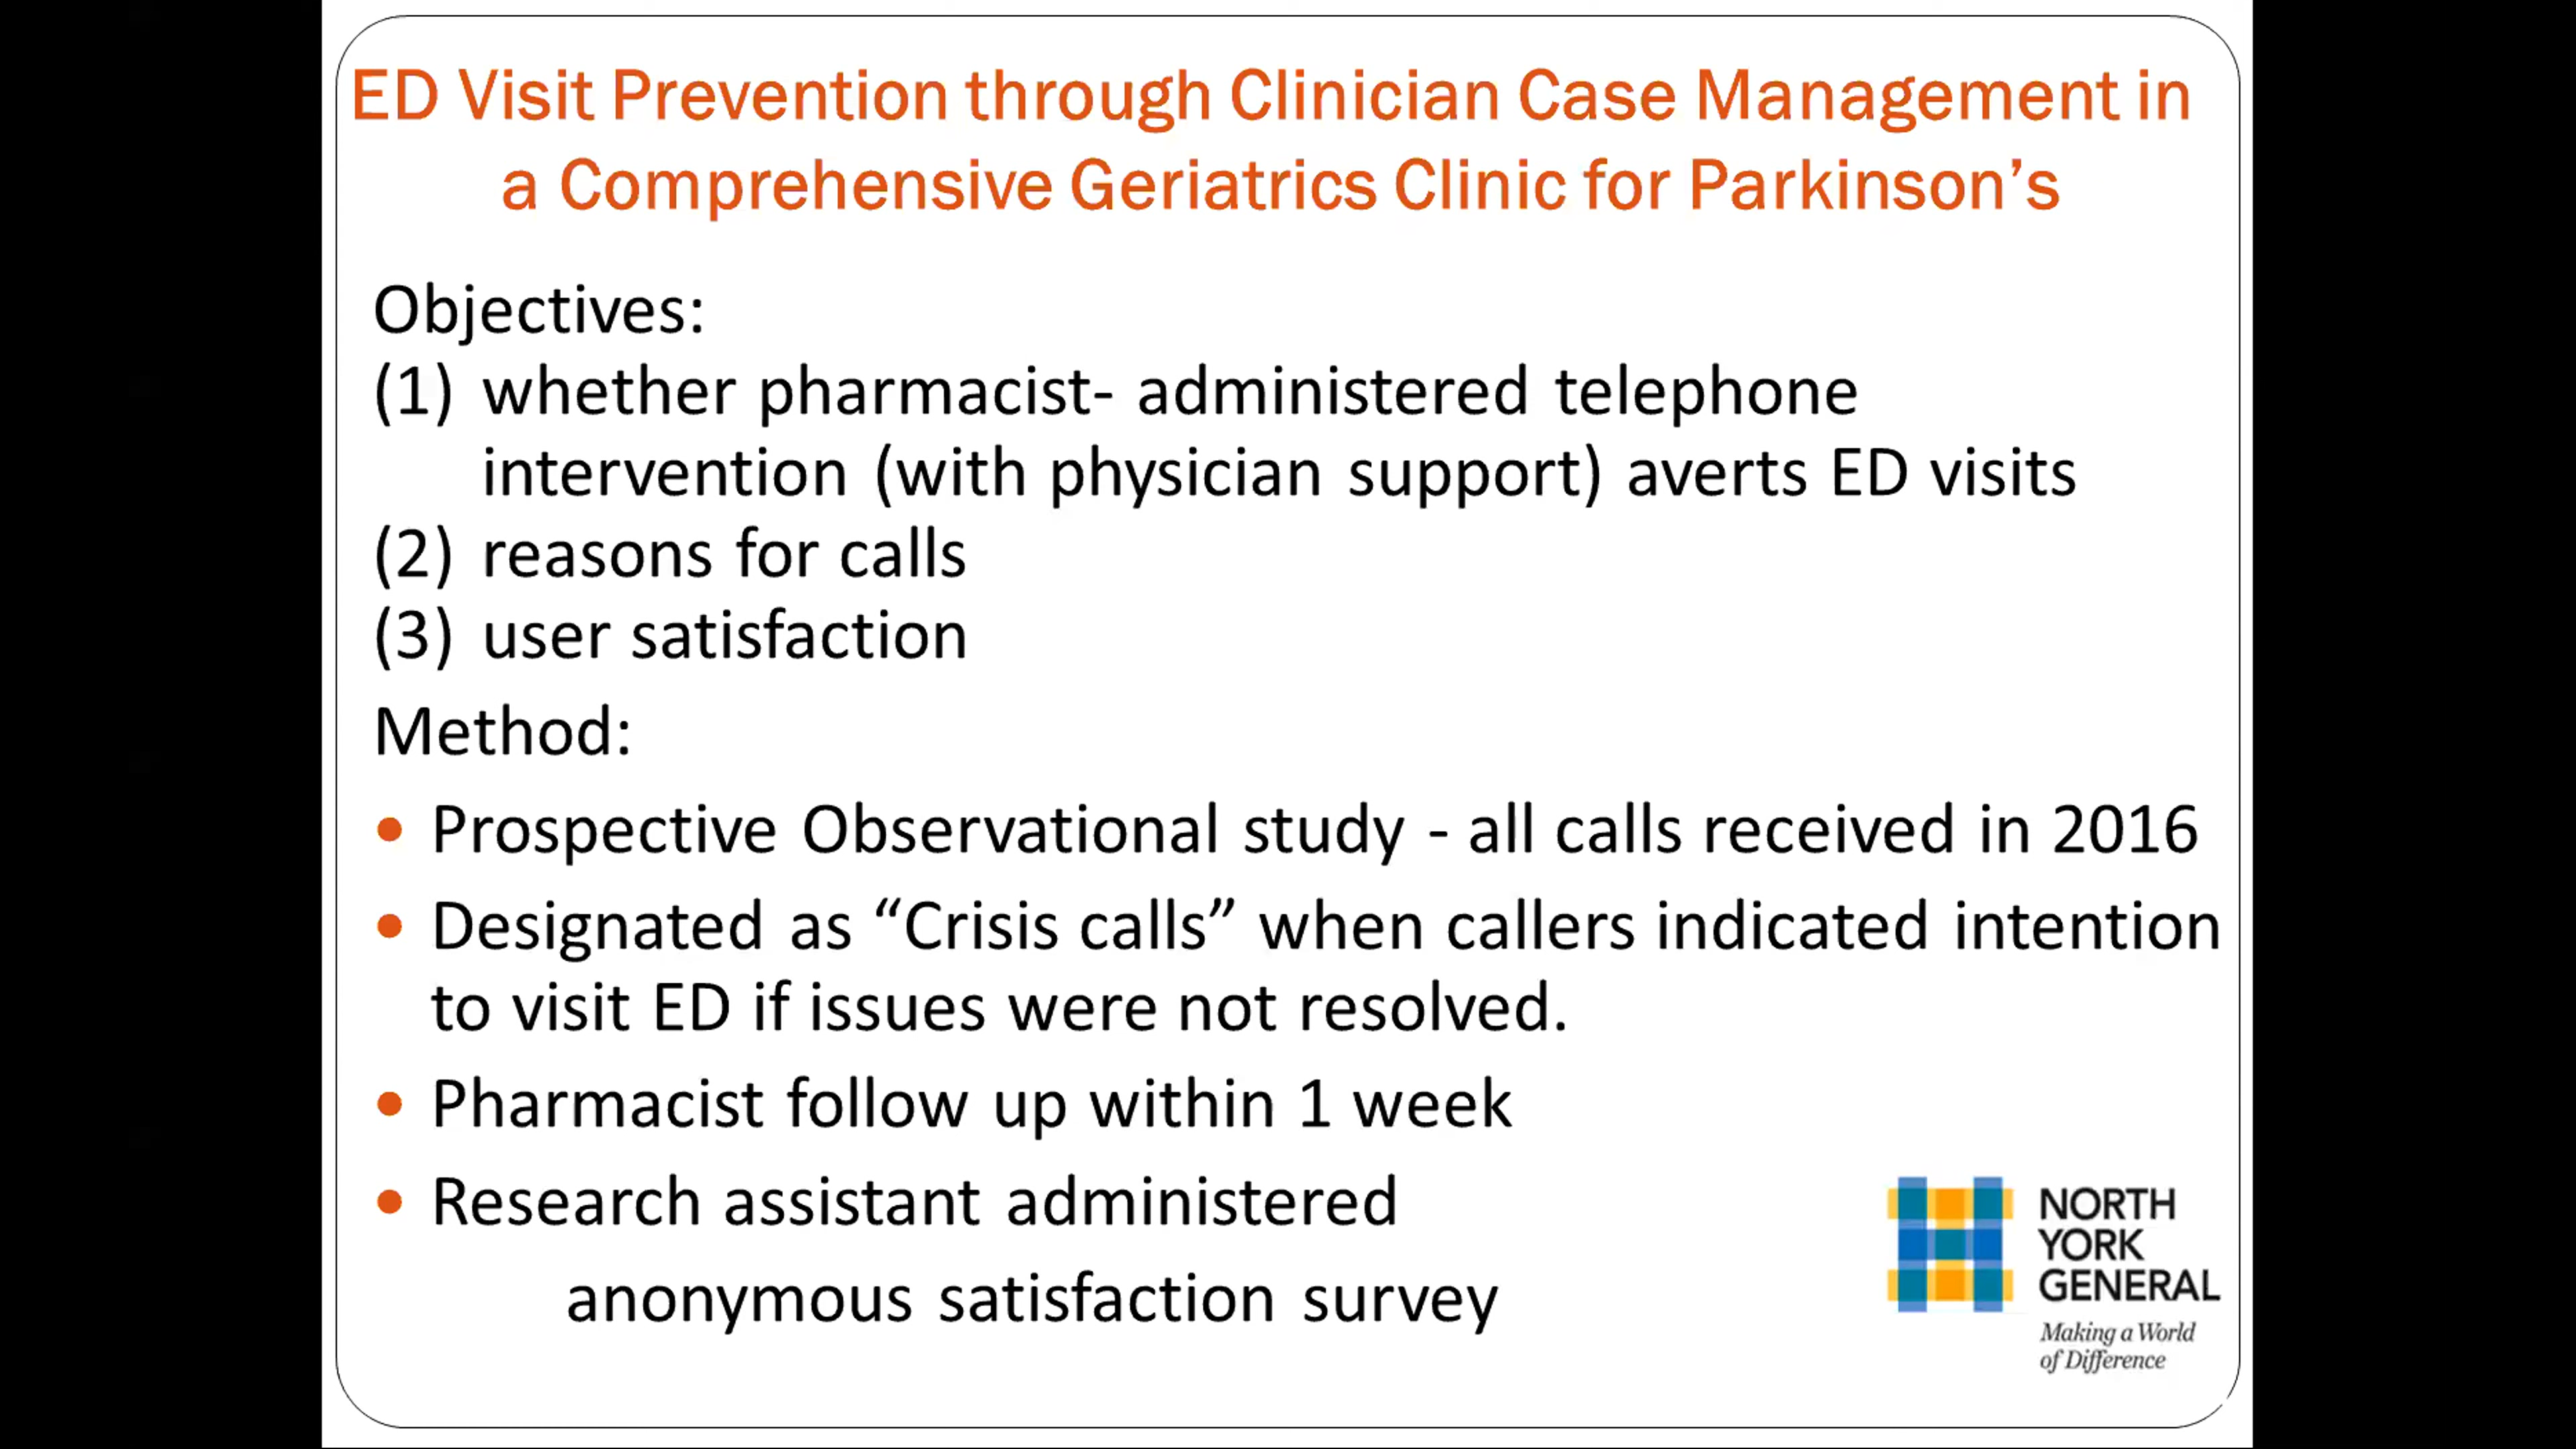 ED Visit Prevention through Clinician Case Management in
a Comprehensive Geriatrics Clinic for Parkinson’s
Objectives:
(1) whether pharmacist- administered telephone
intervention (with physician support) averts ED visits
(2) reasons for calls
(3) user satisfaction
Method:
• Prospective Observational study - all calls received in 2016
• Designated as “Crisis calls” when callers indicated intention
to visit ED if issues were not resolved.
• Pharmacist follow up within 1 week
• Research assistant administered
anonymous satisfaction survey
NORTH
YORK
GENERAL
Making a World
of Difference